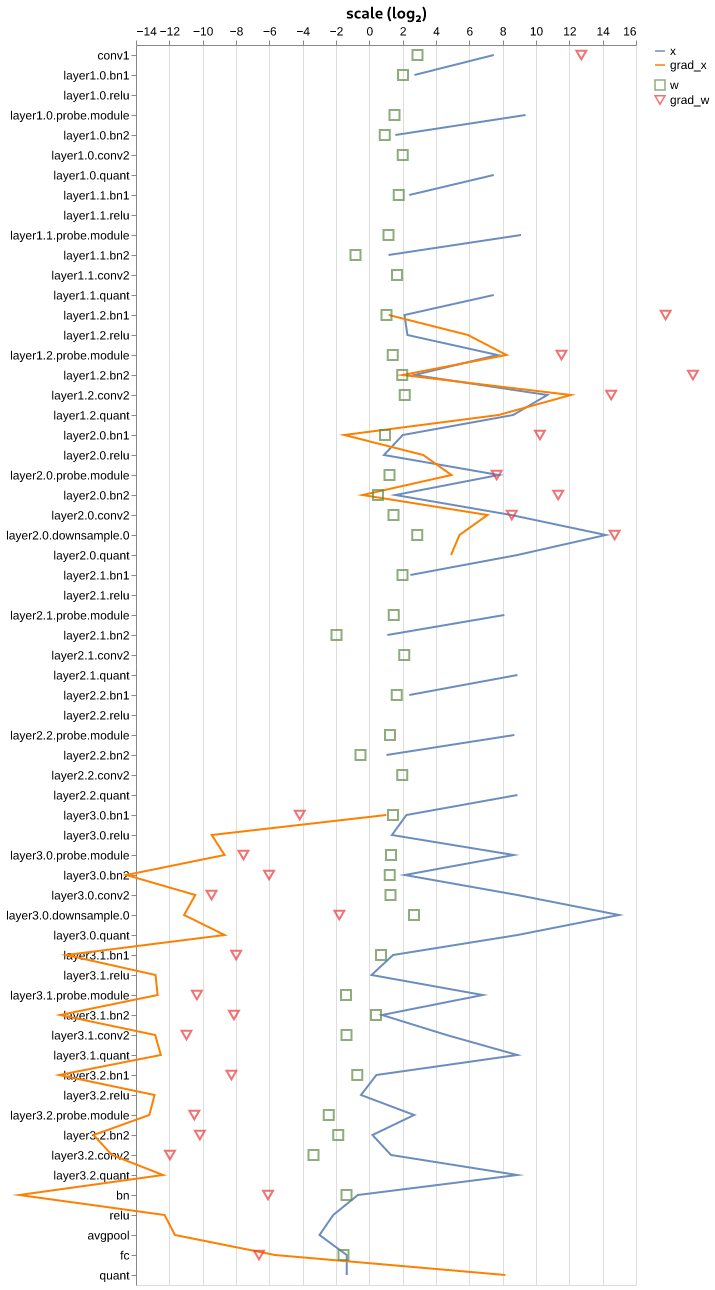 scale (log₂)
−14 −12 −10 −8 −6 −4 −2 0 2 4 6 8 10 12 14 16
x
grad_x
w
grad_w
conv1
layer1.0.bn1
layer1.0.relu
layer1.0.probe.module
layer1.0.bn2
layer1.0.conv2
layer1.0.quant
layer1.1.bn1
layer1.1.relu
layer1.1.probe.module
layer1.1.bn2
layer1.1.conv2
layer1.1.quant
layer1.2.bn1
layer1.2.relu
layer1.2.probe.module
layer1.2.bn2
layer1.2.conv2
layer1.2.quant
layer2.0.bn1
layer2.0.relu
layer2.0.probe.module
layer2.0.bn2
layer2.0.conv2
layer2.0.downsample.0
layer2.0.quant
layer2.1.bn1
layer2.1.relu
layer2.1.probe.module
layer2.1.bn2
layer2.1.conv2
layer2.1.quant
layer2.2.bn1
layer2.2.relu
layer2.2.probe.module
layer2.2.bn2
layer2.2.conv2
layer2.2.quant
layer3.0.bn1
layer3.0.relu
layer3.0.probe.module
layer3.0.bn2
layer3.0.conv2
layer3.0.downsample.0
layer3.0.quant
layer3.1.bn1
layer3.1.relu
layer3.1.probe.module
layer3.1.bn2
layer3.1.conv2
layer3.1.quant
layer3.2.bn1
layer3.2.relu
layer3.2.probe.module
layer3.2.bn2
layer3.2.conv2
layer3.2.quant
bn
relu
avgpool
fc
quant